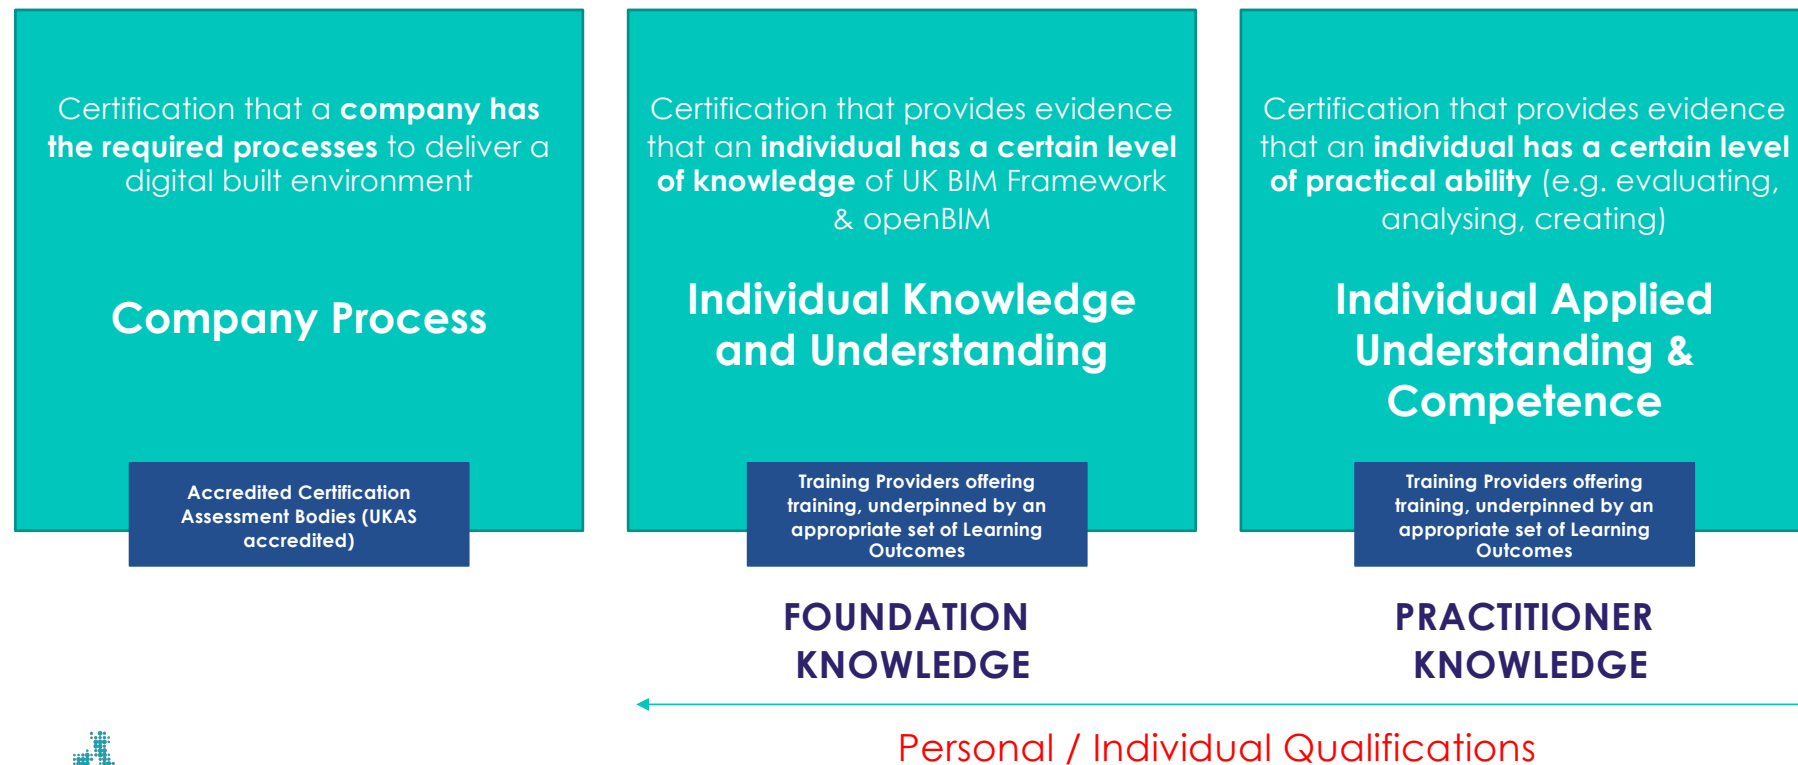 Certification that a company has
the required processes to deliver a
digital built environment
Company Process
Accredited Certification
Assessment Bodies (UKAS
accredited)
Certification that provides evidence
that an individual has a certain level
of knowledge of UK BIM Framework
& openBIM
Individual Knowledge
and Understanding
Training Providers offering
training, underpinned by an
appropriate set of Learning
Outcomes
FOUNDATION
KNOWLEDGE
Certification that provides evidence
that an individual has a certain level
of practical ability (e.g. evaluating,
analysing, creating)
Individual Applied
Understanding &
Competence
Training Providers offering
training, underpinned by an
appropriate set of Learning
Outcomes
PRACTITIONER
KNOWLEDGE
Personal / Individual Qualifications